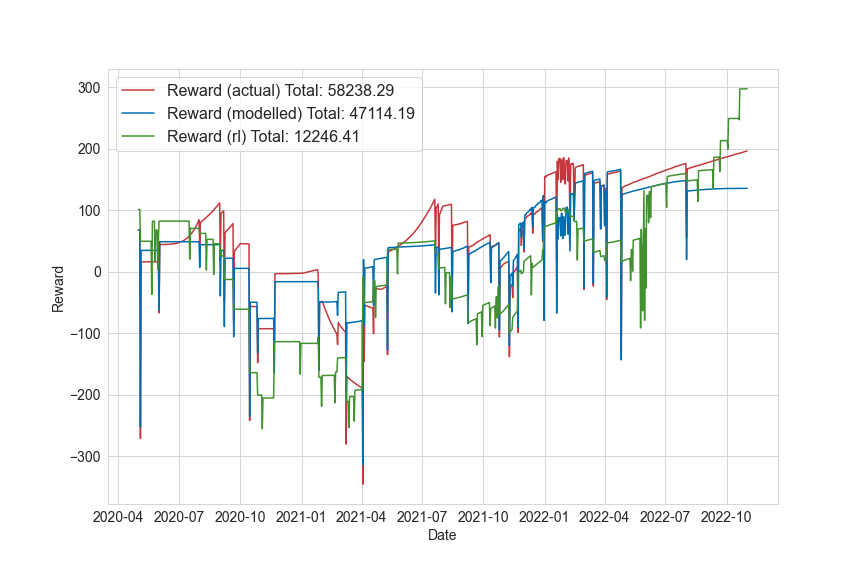 Reward (actual) Total: 58238.29
Reward (modelled) Total: 47114.19
Reward (rl) Total: 12246.41
300
200
100
0
−100
−200
−300
Reward
2020-04 2020-07 2020-10 2021-01 2021-04 2021-07 2021-10 2022-01 2022-04 2022-07 2022-10
Date